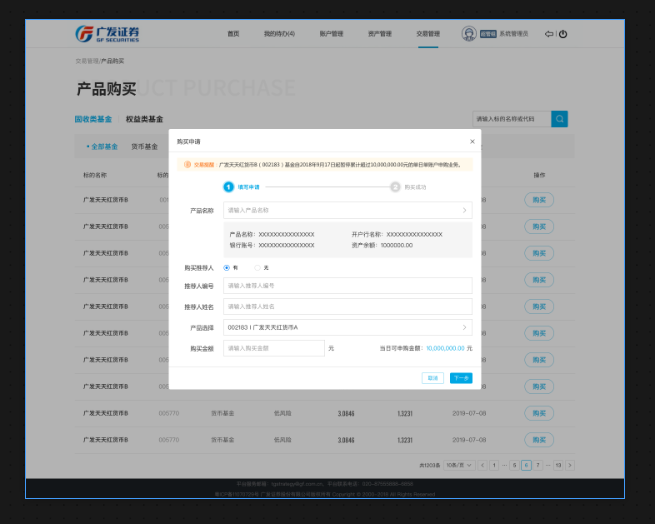 广发证券
GF SECURITIES
首页 我的待办(4) 账户管理 资产管理 交易管理 系统管理员
交易管理/产品购买
产品购买
UCT PURCHASE
固收类基金 权益类基金 请输入标的名称或代码
• 全部基金 货币基金
购买申请 ×
交易提醒 广发天天红货币B（002183）基金自2018年9月17日起暂停累计超过10,000,000.00元的单日单账户申购业务。
1 填写申请 2 购买成功
标的名称 标的 操作
产品名称 请输入产品名称
产品名称：XXXXXXXXXXXXXXX 开户行名称：XXXXXXXXXXXXXXX
银行账号：XXXXXXXXXXXXXXX 资产余额：1000000.00
购买推荐人 有 无
推荐人编号 请输入推荐人编号
推荐人姓名 请输入推荐人姓名
产品选择 002183 | 广发天天红货币A
购买金额 请输入购买金额 元 当日可申购金额：10,000,000.00 元
取消 下一步
广发天天红货币B 购买
广发天天红货币B 购买
广发天天红货币B 购买
广发天天红货币B 购买
广发天天红货币B 购买
广发天天红货币B 购买
广发天天红货币B 购买
广发天天红货币B 购买
广发天天红货币B 005770 货币基金 低风险 3.0846 1.3231 2019-07-08 购买
广发天天红货币B 005770 货币基金 低风险 3.0846 1.3231 2019-07-08 购买
共1203条 10条/页 < 1 ··· 5 6 7 ··· 13 >